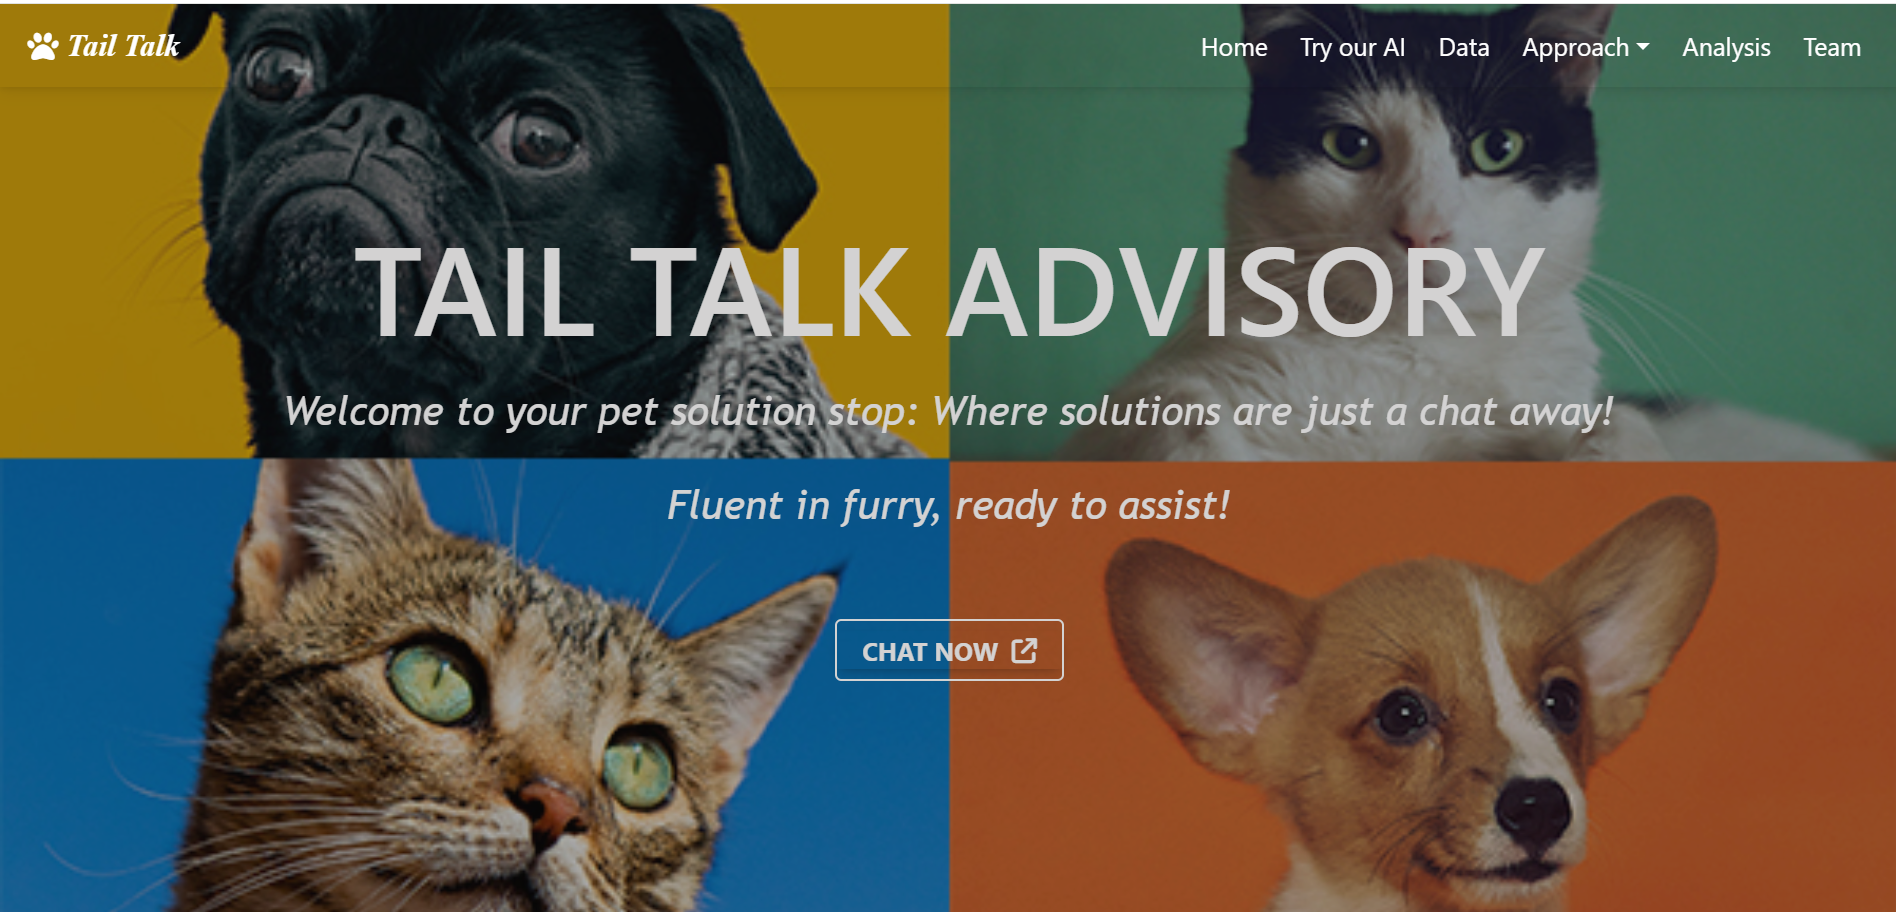 Tail Talk
Home Try our AI Data Approach Analysis Team
TAIL TALK ADVISORY
Welcome to your pet solution stop: Where solutions are just a chat away!
Fluent in furry, ready to assist!
CHAT NOW